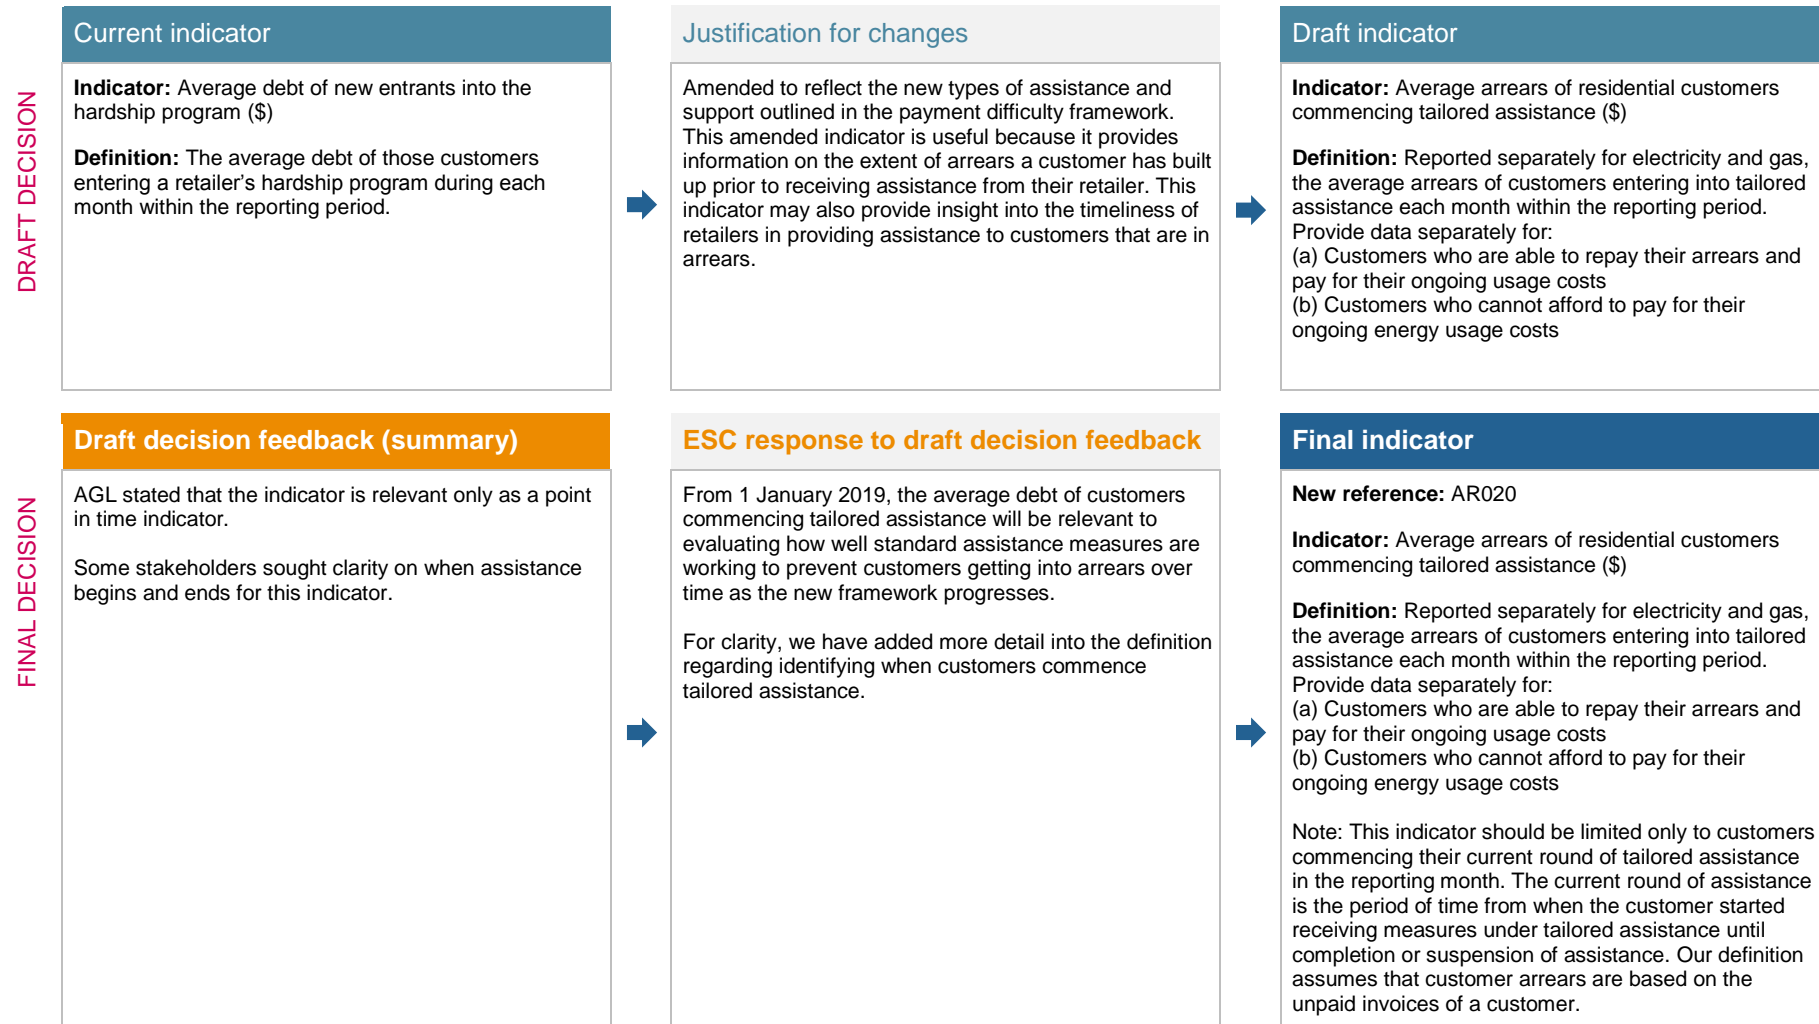 DRAFT DECISION
Current indicator
Indicator: Average debt of new entrants into the
hardship program ($)
Definition: The average debt of those customers
entering a retailer’s hardship program during each
month within the reporting period.
Justification for changes
Amended to reflect the new types of assistance and
support outlined in the payment difficulty framework.
This amended indicator is useful because it provides
information on the extent of arrears a customer has built
up prior to receiving assistance from their retailer. This
indicator may also provide insight into the timeliness of
retailers in providing assistance to customers that are in
arrears.
Draft indicator
Indicator: Average arrears of residential customers
commencing tailored assistance ($)
Definition: Reported separately for electricity and gas,
the average arrears of customers entering into tailored
assistance each month within the reporting period.
Provide data separately for:
(a) Customers who are able to repay their arrears and
pay for their ongoing usage costs
(b) Customers who cannot afford to pay for their
ongoing energy usage costs
FINAL DECISION
Draft decision feedback (summary)
AGL stated that the indicator is relevant only as a point
in time indicator.
Some stakeholders sought clarity on when assistance
begins and ends for this indicator.
ESC response to draft decision feedback
From 1 January 2019, the average debt of customers
commencing tailored assistance will be relevant to
evaluating how well standard assistance measures are
working to prevent customers getting into arrears over
time as the new framework progresses.
For clarity, we have added more detail into the definition
regarding identifying when customers commence
tailored assistance.
Final indicator
New reference: AR020
Indicator: Average arrears of residential customers
commencing tailored assistance ($)
Definition: Reported separately for electricity and gas,
the average arrears of customers entering into tailored
assistance each month within the reporting period.
Provide data separately for:
(a) Customers who are able to repay their arrears and
pay for their ongoing usage costs
(b) Customers who cannot afford to pay for their
ongoing energy usage costs
Note: This indicator should be limited only to customers
commencing their current round of tailored assistance
in the reporting month. The current round of assistance
is the period of time from when the customer started
receiving measures under tailored assistance until
completion or suspension of assistance. Our definition
assumes that customer arrears are based on the
unpaid invoices of a customer.